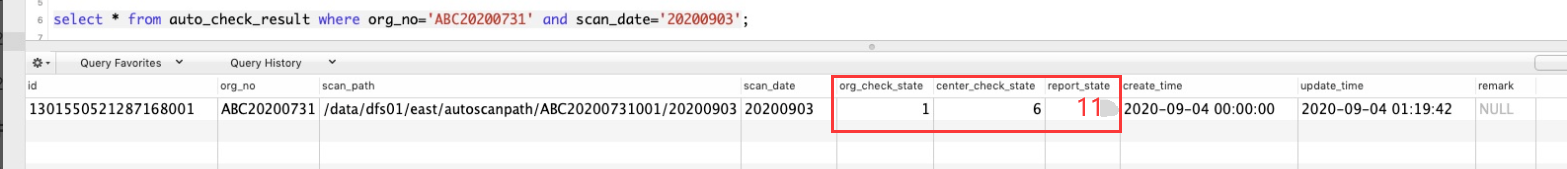 5
6 select * from auto_check_result where org_no='ABC20200731' and scan_date='20200903';
7
Query Favorites Query History
id org_no scan_path scan_date org_check_state center_check_state report_state create_time update_time remark
1301550521287168001 ABC20200731 /data/dfs01/east/autoscanpath/ABC20200731001/20200903 20200903 1 6 11 2020-09-04 00:00:00 2020-09-04 01:19:42 NULL